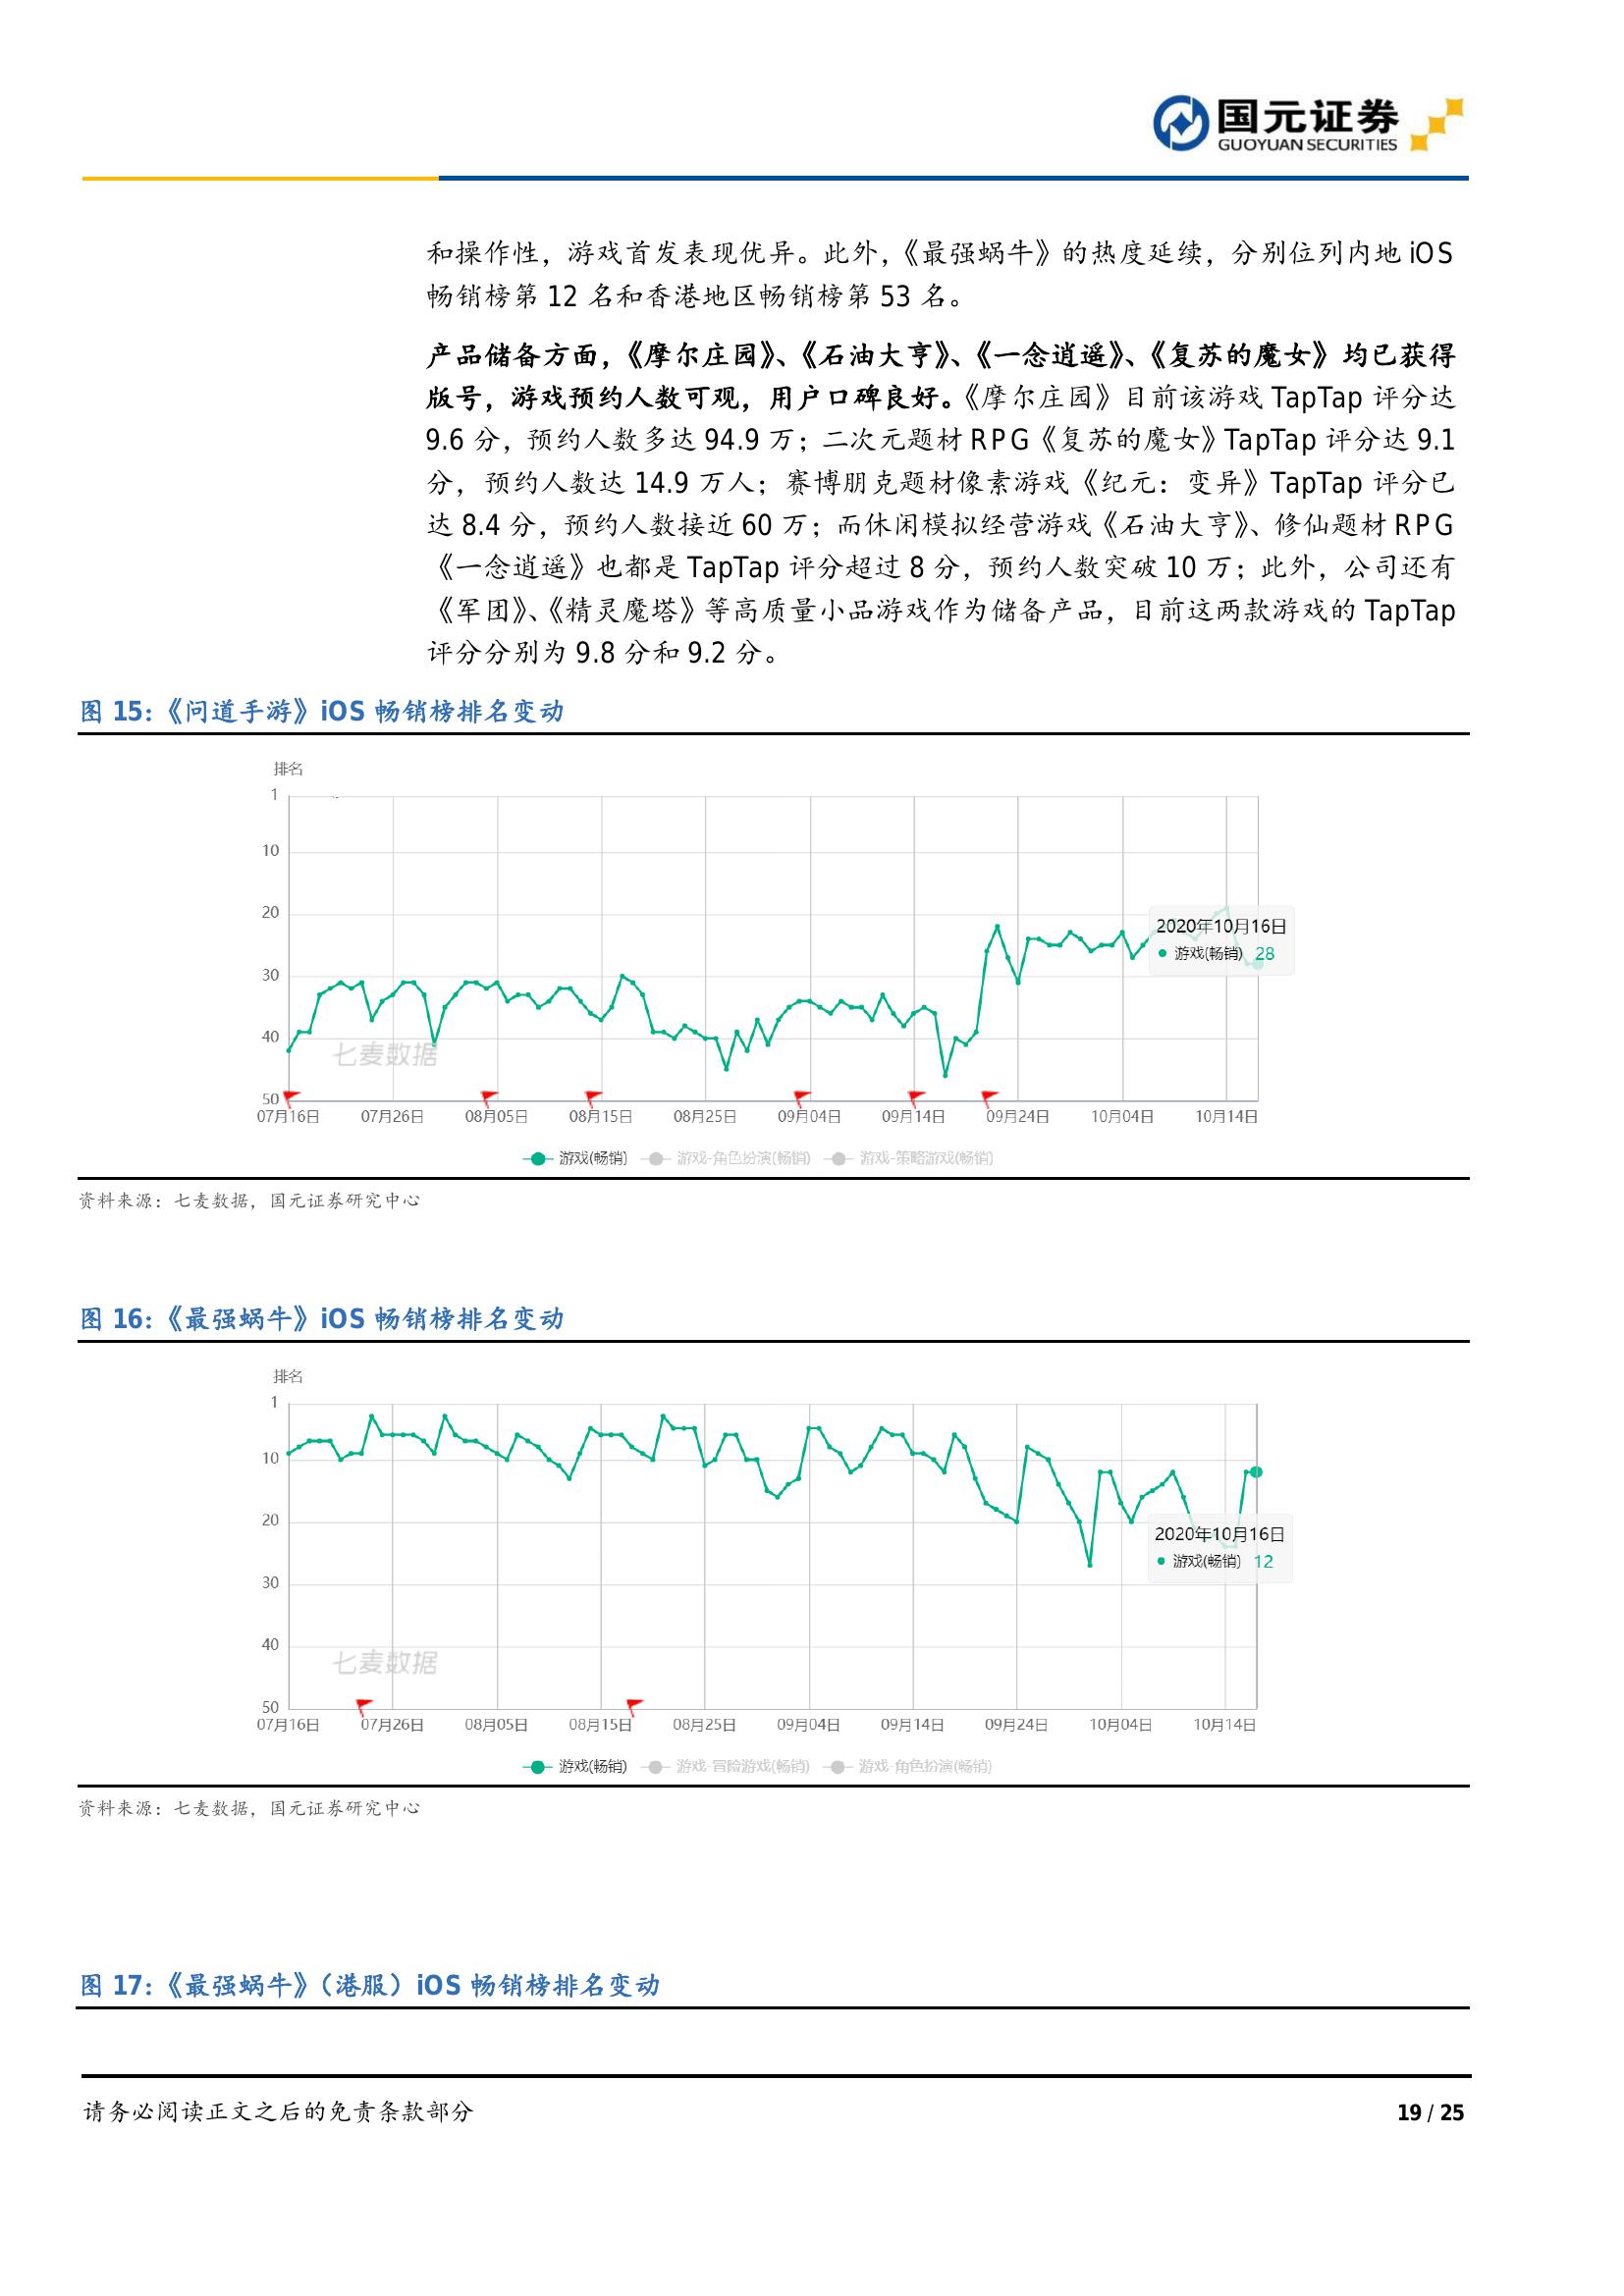 国元证券
GUOYUAN SECURITIES
和操作性，游戏首发表现优异。此外，《最强蜗牛》的热度延续，分别位列内地 iOS
畅销榜第 12 名和香港地区畅销榜第 53 名。
产品储备方面，《摩尔庄园》、《石油大亨》、《一念逍遥》、《复苏的魔女》均已获得
版号，游戏预约人数可观，用户口碑良好。《摩尔庄园》目前该游戏 TapTap 评分达
9.6 分，预约人数多达 94.9 万；二次元题材 RPG《复苏的魔女》TapTap 评分达 9.1
分，预约人数达 14.9 万人；赛博朋克题材像素游戏《纪元：变异》TapTap 评分已
达 8.4 分，预约人数接近 60 万；而休闲模拟经营游戏《石油大亨》、修仙题材 RPG
《一念逍遥》也都是 TapTap 评分超过 8 分，预约人数突破 10 万；此外，公司还有
《军团》、《精灵魔塔》等高质量小品游戏作为储备产品，目前这两款游戏的 TapTap
评分分别为 9.8 分和 9.2 分。
图 15：《问道手游》iOS 畅销榜排名变动
排名
1
10
20
2020年10月16日
游戏(畅销) 28
30
40
七麦数据
50
07月16日 07月26日 08月05日 08月15日 08月25日 09月04日 09月14日 09月24日 10月04日 10月14日
游戏(畅销) 游戏-角色扮演(畅销) 游戏-策略游戏(畅销)
资料来源：七麦数据，国元证券研究中心
图 16：《最强蜗牛》iOS 畅销榜排名变动
排名
1
10
20
2020年10月16日
游戏(畅销) 12
30
40
七麦数据
50
07月16日 07月26日 08月05日 08月15日 08月25日 09月04日 09月14日 09月24日 10月04日 10月14日
游戏(畅销) 游戏-冒险游戏(畅销) 游戏-角色扮演(畅销)
资料来源：七麦数据，国元证券研究中心
图 17：《最强蜗牛》（港服）iOS 畅销榜排名变动
请务必阅读正文之后的免责条款部分 19 / 25